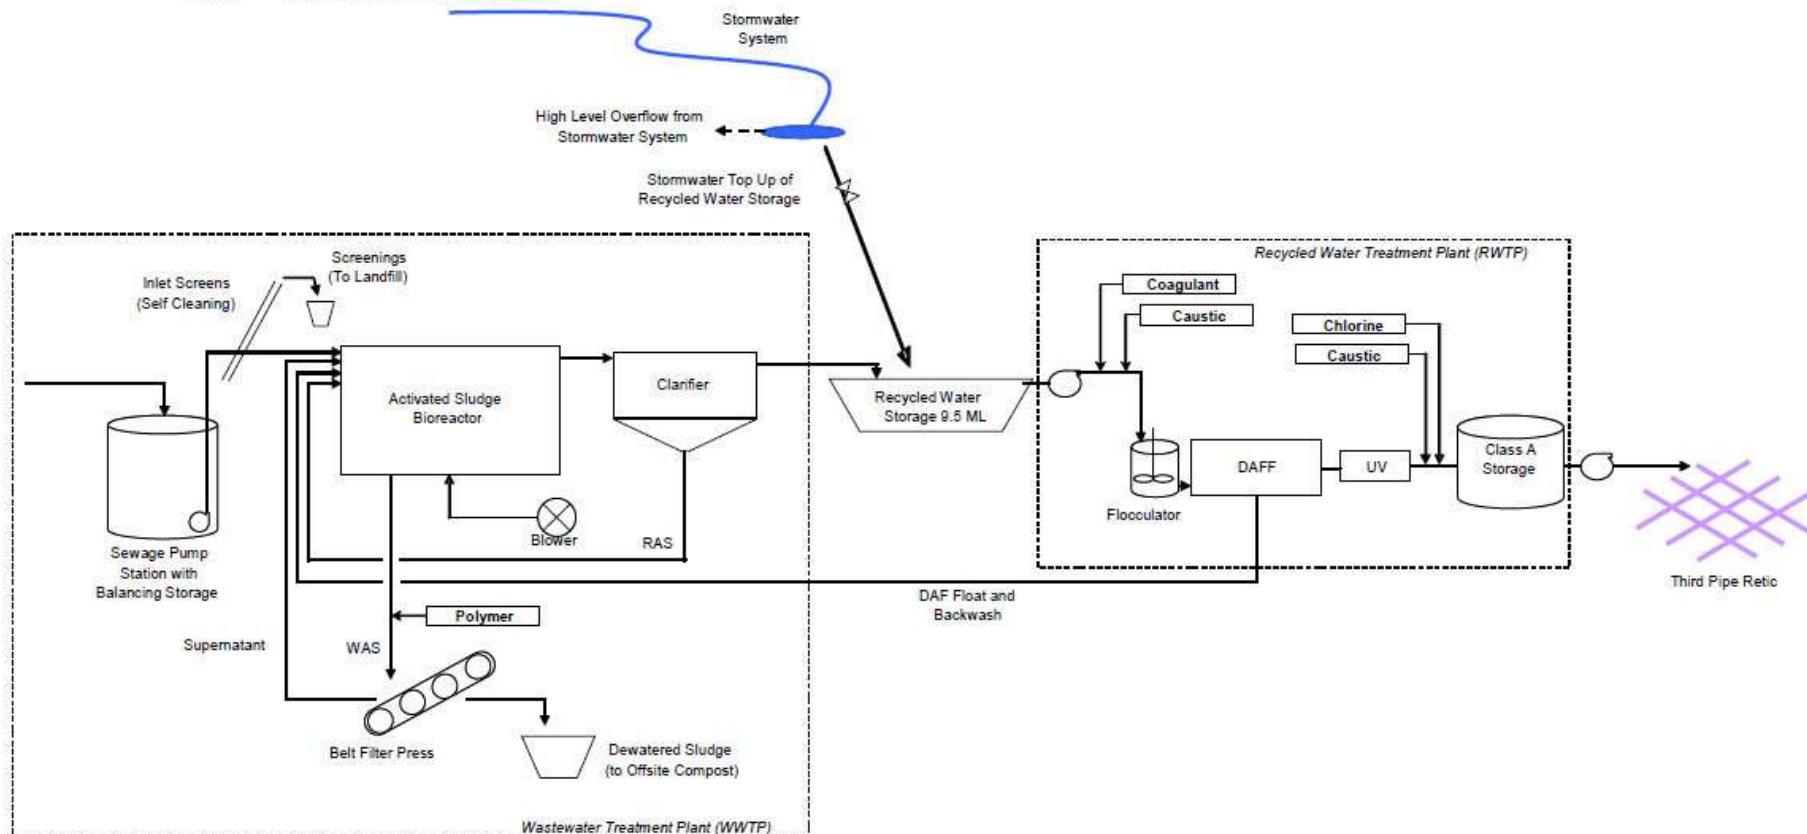 Stormwater
System
High Level Overflow from
Stormwater System
Stormwater Top Up of
Recycled Water Storage
Screenings
(To Landfill)
Inlet Screens
(Self Cleaning)
Recycled Water Treatment Plant (RWTP)
Coagulant
Caustic
Chlorine
Caustic
Activated Sludge
Bioreactor
Clarifier
Recycled Water
Storage 9.5 ML
DAFF
UV
Class A
Storage
Flocculator
Blower
RAS
Sewage Pump
Station with
Balancing Storage
Third Pipe Retic
DAF Float and
Backwash
Polymer
Supernatant
WAS
Belt Filter Press
Dewatered Sludge
(to Offsite Compost)
Wastewater Treatment Plant (WWTP)